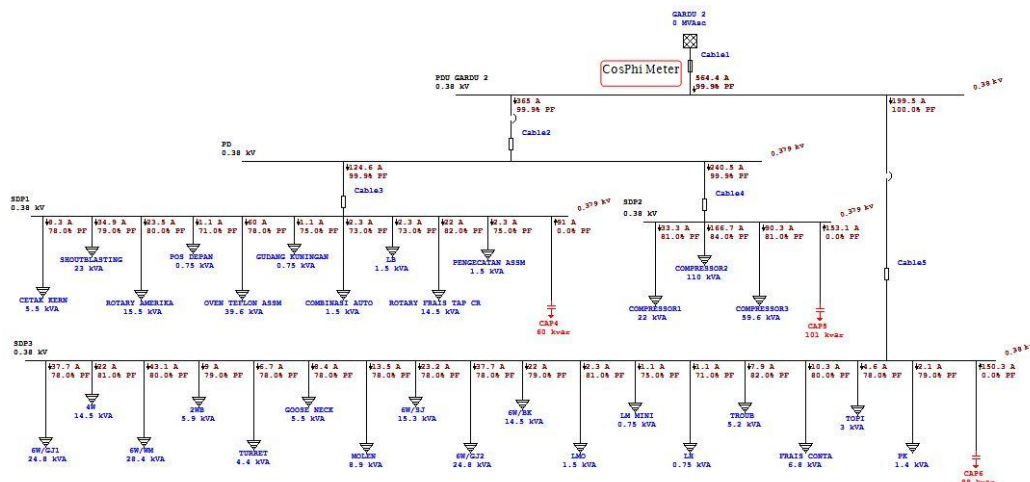 GARDU 2
0 MVAsc
Cable1
CosPhi Meter
564.4 A
99.9% PF
PDU GARDU 2
0.38 kV
0.38 kV
365 A
99.9% PF
199.5 A
100.0% PF
Cable2
PD
0.38 kV
0.379 kV
124.6 A
99.9% PF
240.5 A
99.9% PF
Cable3
Cable4
SDP1
0.38 kV
0.379 kV
8.3 A
78.0% PF
34.9 A
79.0% PF
23.5 A
80.0% PF
1.1 A
71.0% PF
60 A
78.0% PF
1.1 A
75.0% PF
2.3 A
73.0% PF
2.3 A
73.0% PF
22 A
82.0% PF
2.3 A
75.0% PF
91 A
0.0% PF
SHOUTBLASTING
23 kVA
POS DEPAN
0.75 kVA
GUDANG KUNINGAN
0.75 kVA
LB
1.5 kVA
PENGECATAN ASSM
1.5 kVA
CETAK KERN
5.5 kVA
ROTARY AMERIKA
15.5 kVA
OVEN TEFLON ASSM
39.6 kVA
COMBINASI AUTO
1.5 kVA
ROTARY FRAIS TAP CR
14.5 kVA
CAP4
60 kvar
SDP2
0.38 kV
0.379 kV
33.3 A
81.0% PF
166.7 A
84.0% PF
90.3 A
81.0% PF
153.1 A
0.0% PF
COMPRESSOR2
110 kVA
COMPRESSOR1
22 kVA
COMPRESSOR3
59.6 kVA
CAP5
101 kvar
Cable5
SDP3
0.38 kV
0.38 kV
37.7 A
78.0% PF
22 A
81.0% PF
43.1 A
80.0% PF
9 A
79.0% PF
6.7 A
78.0% PF
8.4 A
78.0% PF
13.5 A
78.0% PF
23.2 A
78.0% PF
37.7 A
78.0% PF
22 A
79.0% PF
2.3 A
81.0% PF
1.1 A
75.0% PF
1.1 A
71.0% PF
7.9 A
82.0% PF
10.3 A
80.0% PF
4.6 A
78.0% PF
2.1 A
79.0% PF
150.3 A
0.0% PF
4W
14.5 kVA
2WB
5.9 kVA
GOOSE NECK
5.5 kVA
6W/SJ
15.3 kVA
6W/BK
14.5 kVA
LM MINI
0.75 kVA
TROUB
5.2 kVA
TOPI
3 kVA
6W/GJ1
24.8 kVA
6W/WM
28.4 kVA
TURRET
4.4 kVA
MOLEN
8.9 kVA
6W/GJ2
24.8 kVA
LMO
1.5 kVA
0.75 kVA
FRAIS CONTA
6.8 kVA
PK
1.4 kVA
CAP6